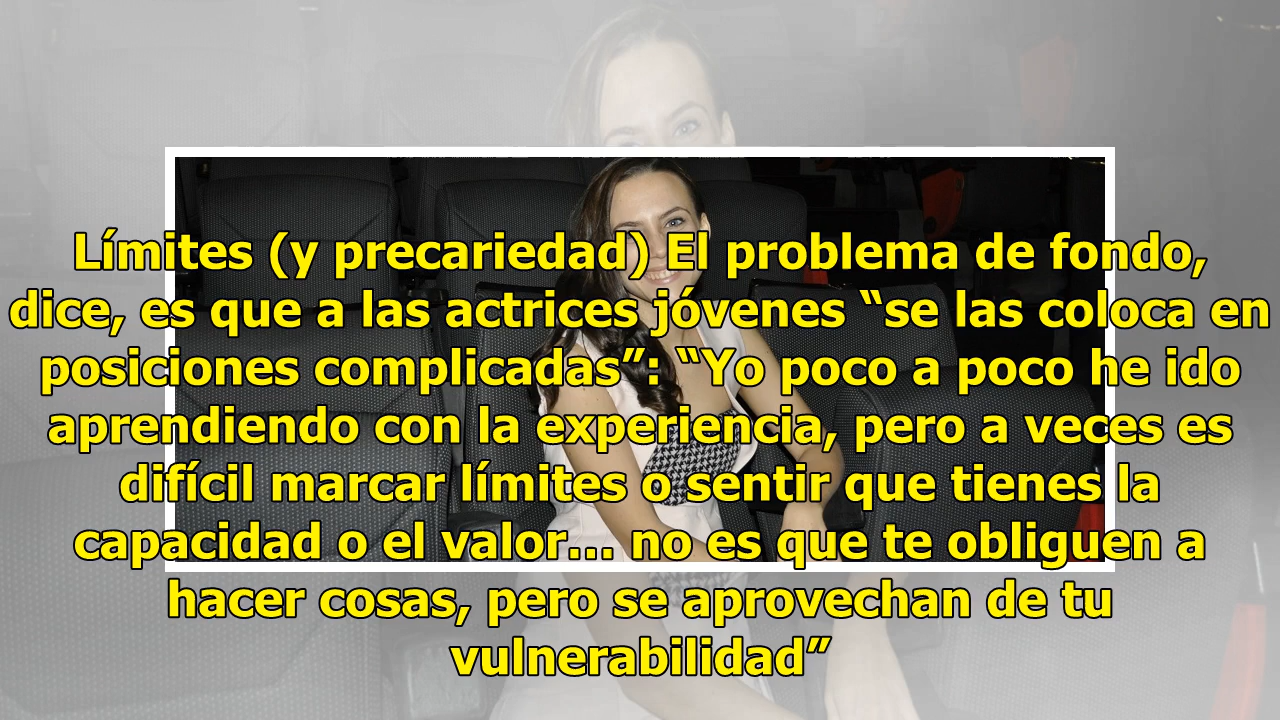 Límites (y precariedad) El problema de fondo,
dice, es que a las actrices jóvenes “se las coloca en
posiciones complicadas”: “Yo poco a poco he ido
aprendiendo con la experiencia, pero a veces es
difícil marcar límites o sentir que tienes la
capacidad o el valor... no es que te obliguen a
hacer cosas, pero se aprovechan de tu
vulnerabilidad”